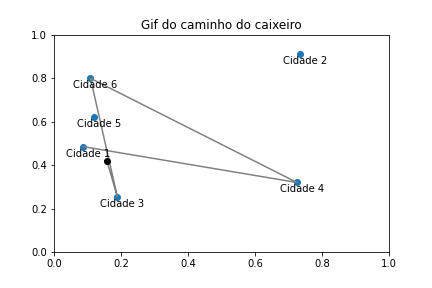 Gif do caminho do caixeiro
1.0
Cidade 2
0.8
Cidade 6
0.6
Cidade 5
Cidade 1
0.4
Cidade 4
0.2
Cidade 3
0.0
0.0 0.2 0.4 0.6 0.8 1.0